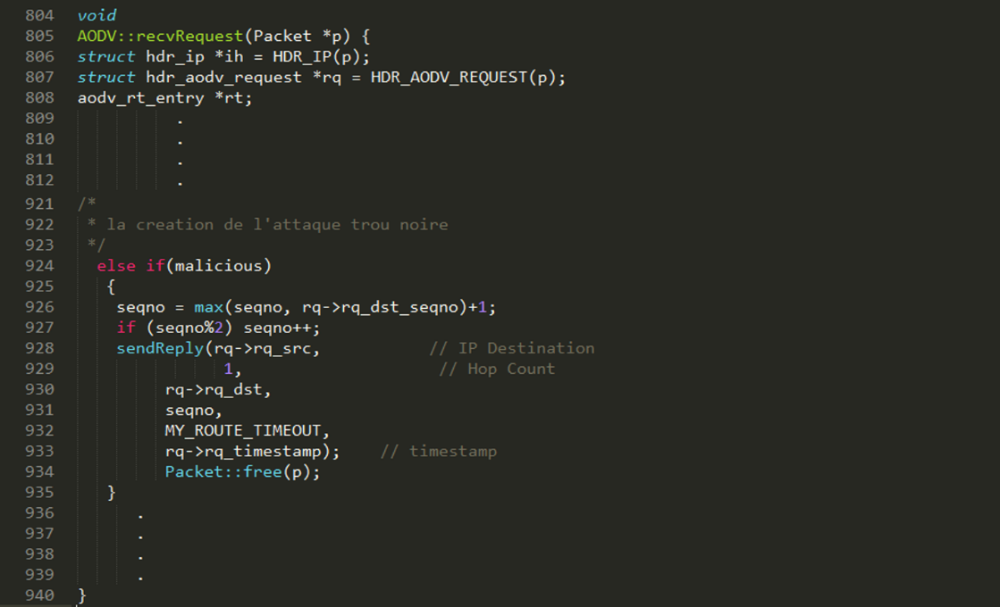 804 void
805 AODV::recvRequest(Packet *p) {
806 struct hdr_ip *ih = HDR_IP(p);
807 struct hdr_aodv_request *rq = HDR_AODV_REQUEST(p);
808 aodv_rt_entry *rt;
809 .
810 .
811 .
812 .
921 /*
922 * la creation de l'attaque trou noire
923 */
924 else if(malicious)
925 {
926 seqno = max(seqno, rq->rq_dst_seqno)+1;
927 if (seqno%2) seqno++;
928 sendReply(rq->rq_src, // IP Destination
929 1, // Hop Count
930 rq->rq_dst,
931 seqno,
932 MY_ROUTE_TIMEOUT,
933 rq->rq_timestamp); // timestamp
934 Packet::free(p);
935 }
936 .
937 .
938 .
939 .
940 }